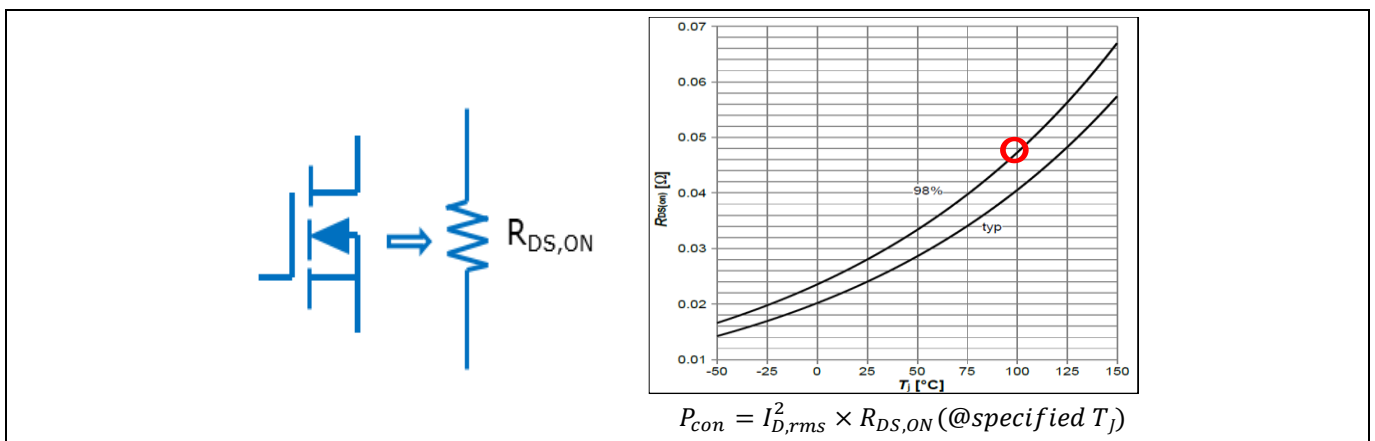 R_DS,ON
0.07
0.06
0.05
0.04
0.03
0.02
0.01
R_DS(on) [Ω]
98%
typ
-50 -25 0 25 50 75 100 125 150
T_j [°C]
P_con = I²_D,rms × R_DS,ON (@specified T_J)